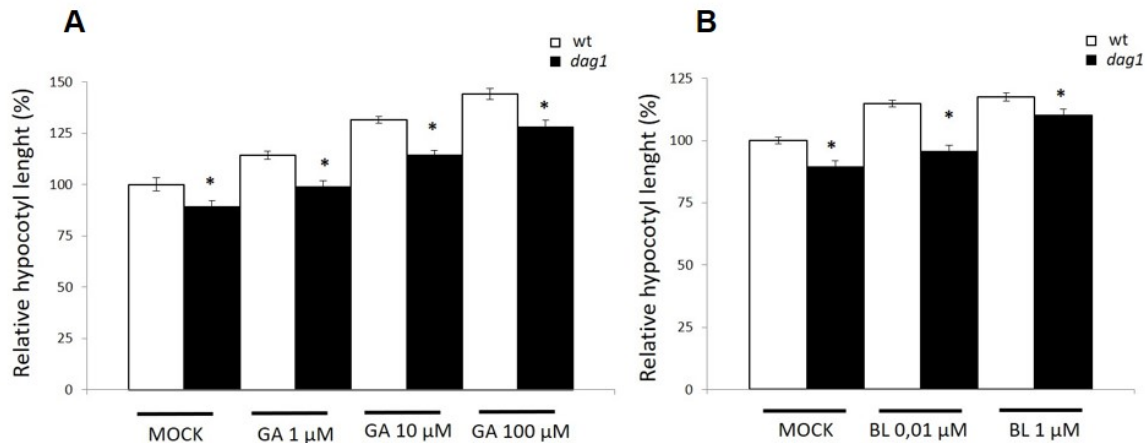 A
wt
dag1
Relative hypocotyl lenght (%)
150
125
100
75
50
25
0
*
*
*
*
MOCK
GA 1 µM
GA 10 µM
GA 100 µM
B
wt
dag1
Relative hypocotyl lenght (%)
125
100
75
50
25
0
*
*
*
MOCK
BL 0,01 µM
BL 1 µM